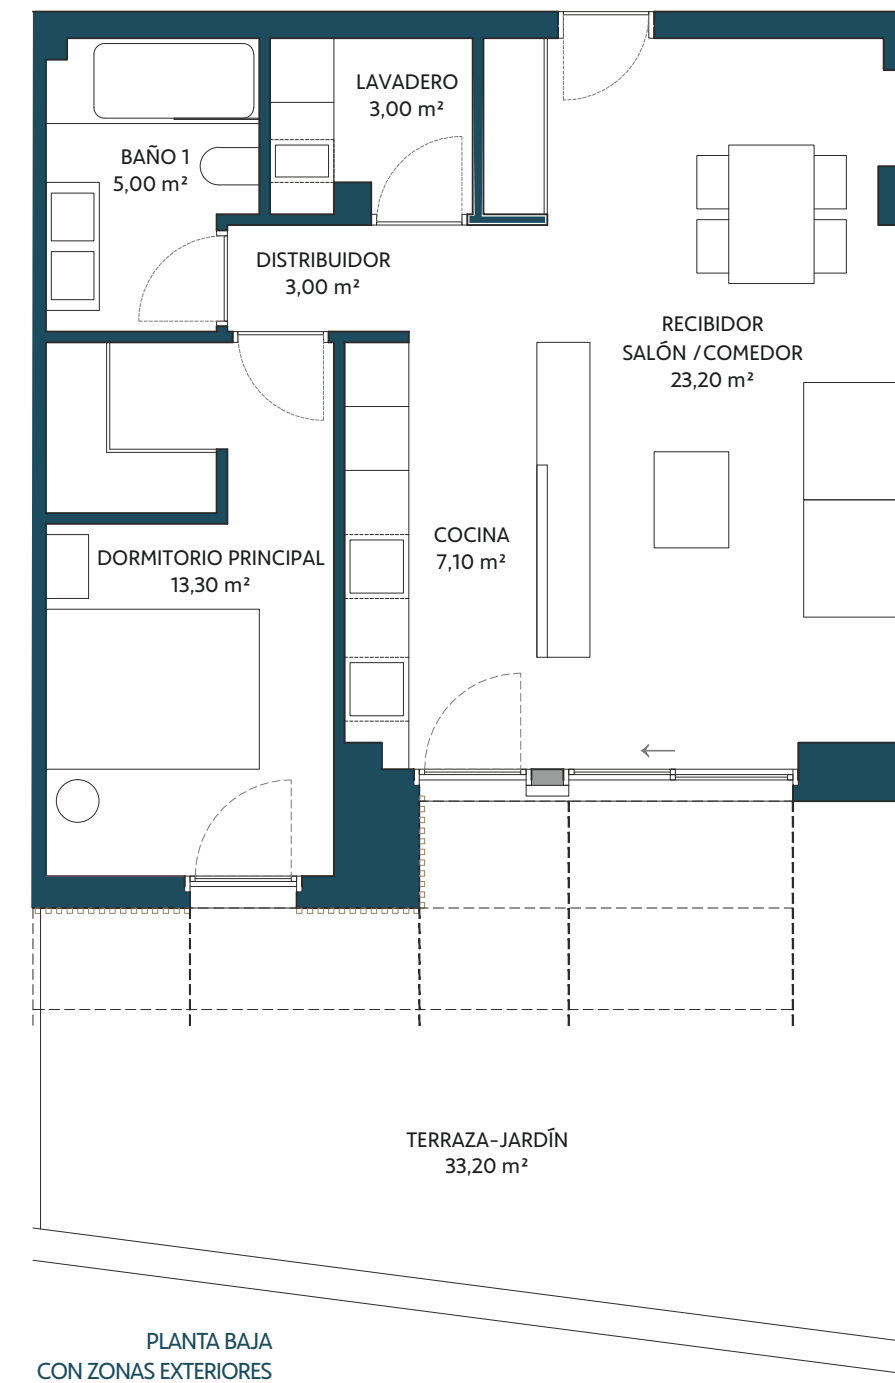 LAVADERO
3,00 m²
BAÑO 1
5,00 m²
DISTRIBUIDOR
3,00 m²
RECIBIDOR
SALÓN /COMEDOR
23,20 m²
COCINA
7,10 m²
DORMITORIO PRINCIPAL
13,30 m²
TERRAZA-JARDÍN
33,20 m²
PLANTA BAJA
CON ZONAS EXTERIORES